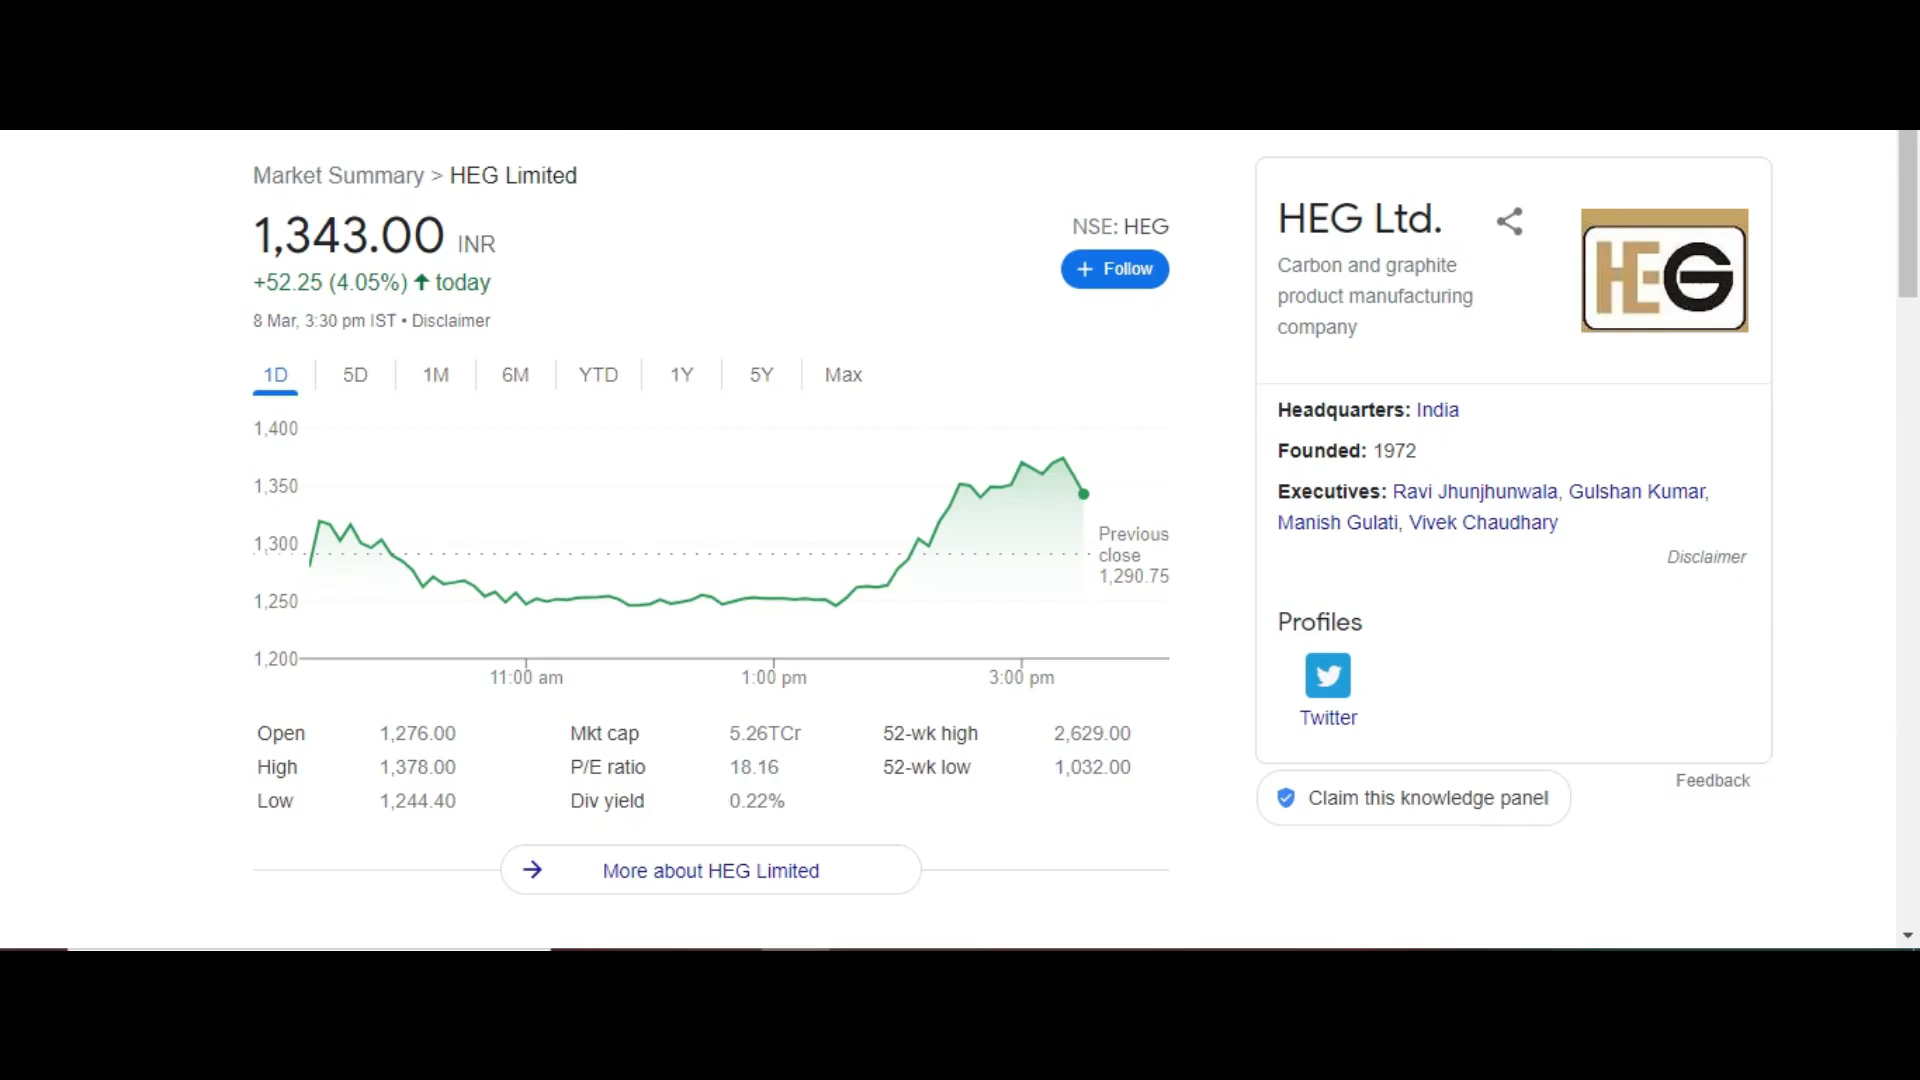 Market Summary > HEG Limited
1,343.00 INR
+52.25 (4.05%) today
8 Mar, 3:30 pm IST • Disclaimer
NSE: HEG
+ Follow
1D 5D 1M 6M YTD 1Y 5Y Max
1,400
1,350
1,300
1,250
1,200
Previous
close
1,290.75
11:00 am 1:00 pm 3:00 pm
Open 1,276.00 Mkt cap 5.26TCr 52-wk high 2,629.00
High 1,378.00 P/E ratio 18.16 52-wk low 1,032.00
Low 1,244.40 Div yield 0.22%
More about HEG Limited
HEG Ltd.
Carbon and graphite
product manufacturing
company
HEG
Headquarters: India
Founded: 1972
Executives: Ravi Jhunjhunwala, Gulshan Kumar,
Manish Gulati, Vivek Chaudhary
Disclaimer
Profiles
Twitter
Feedback
Claim this knowledge panel